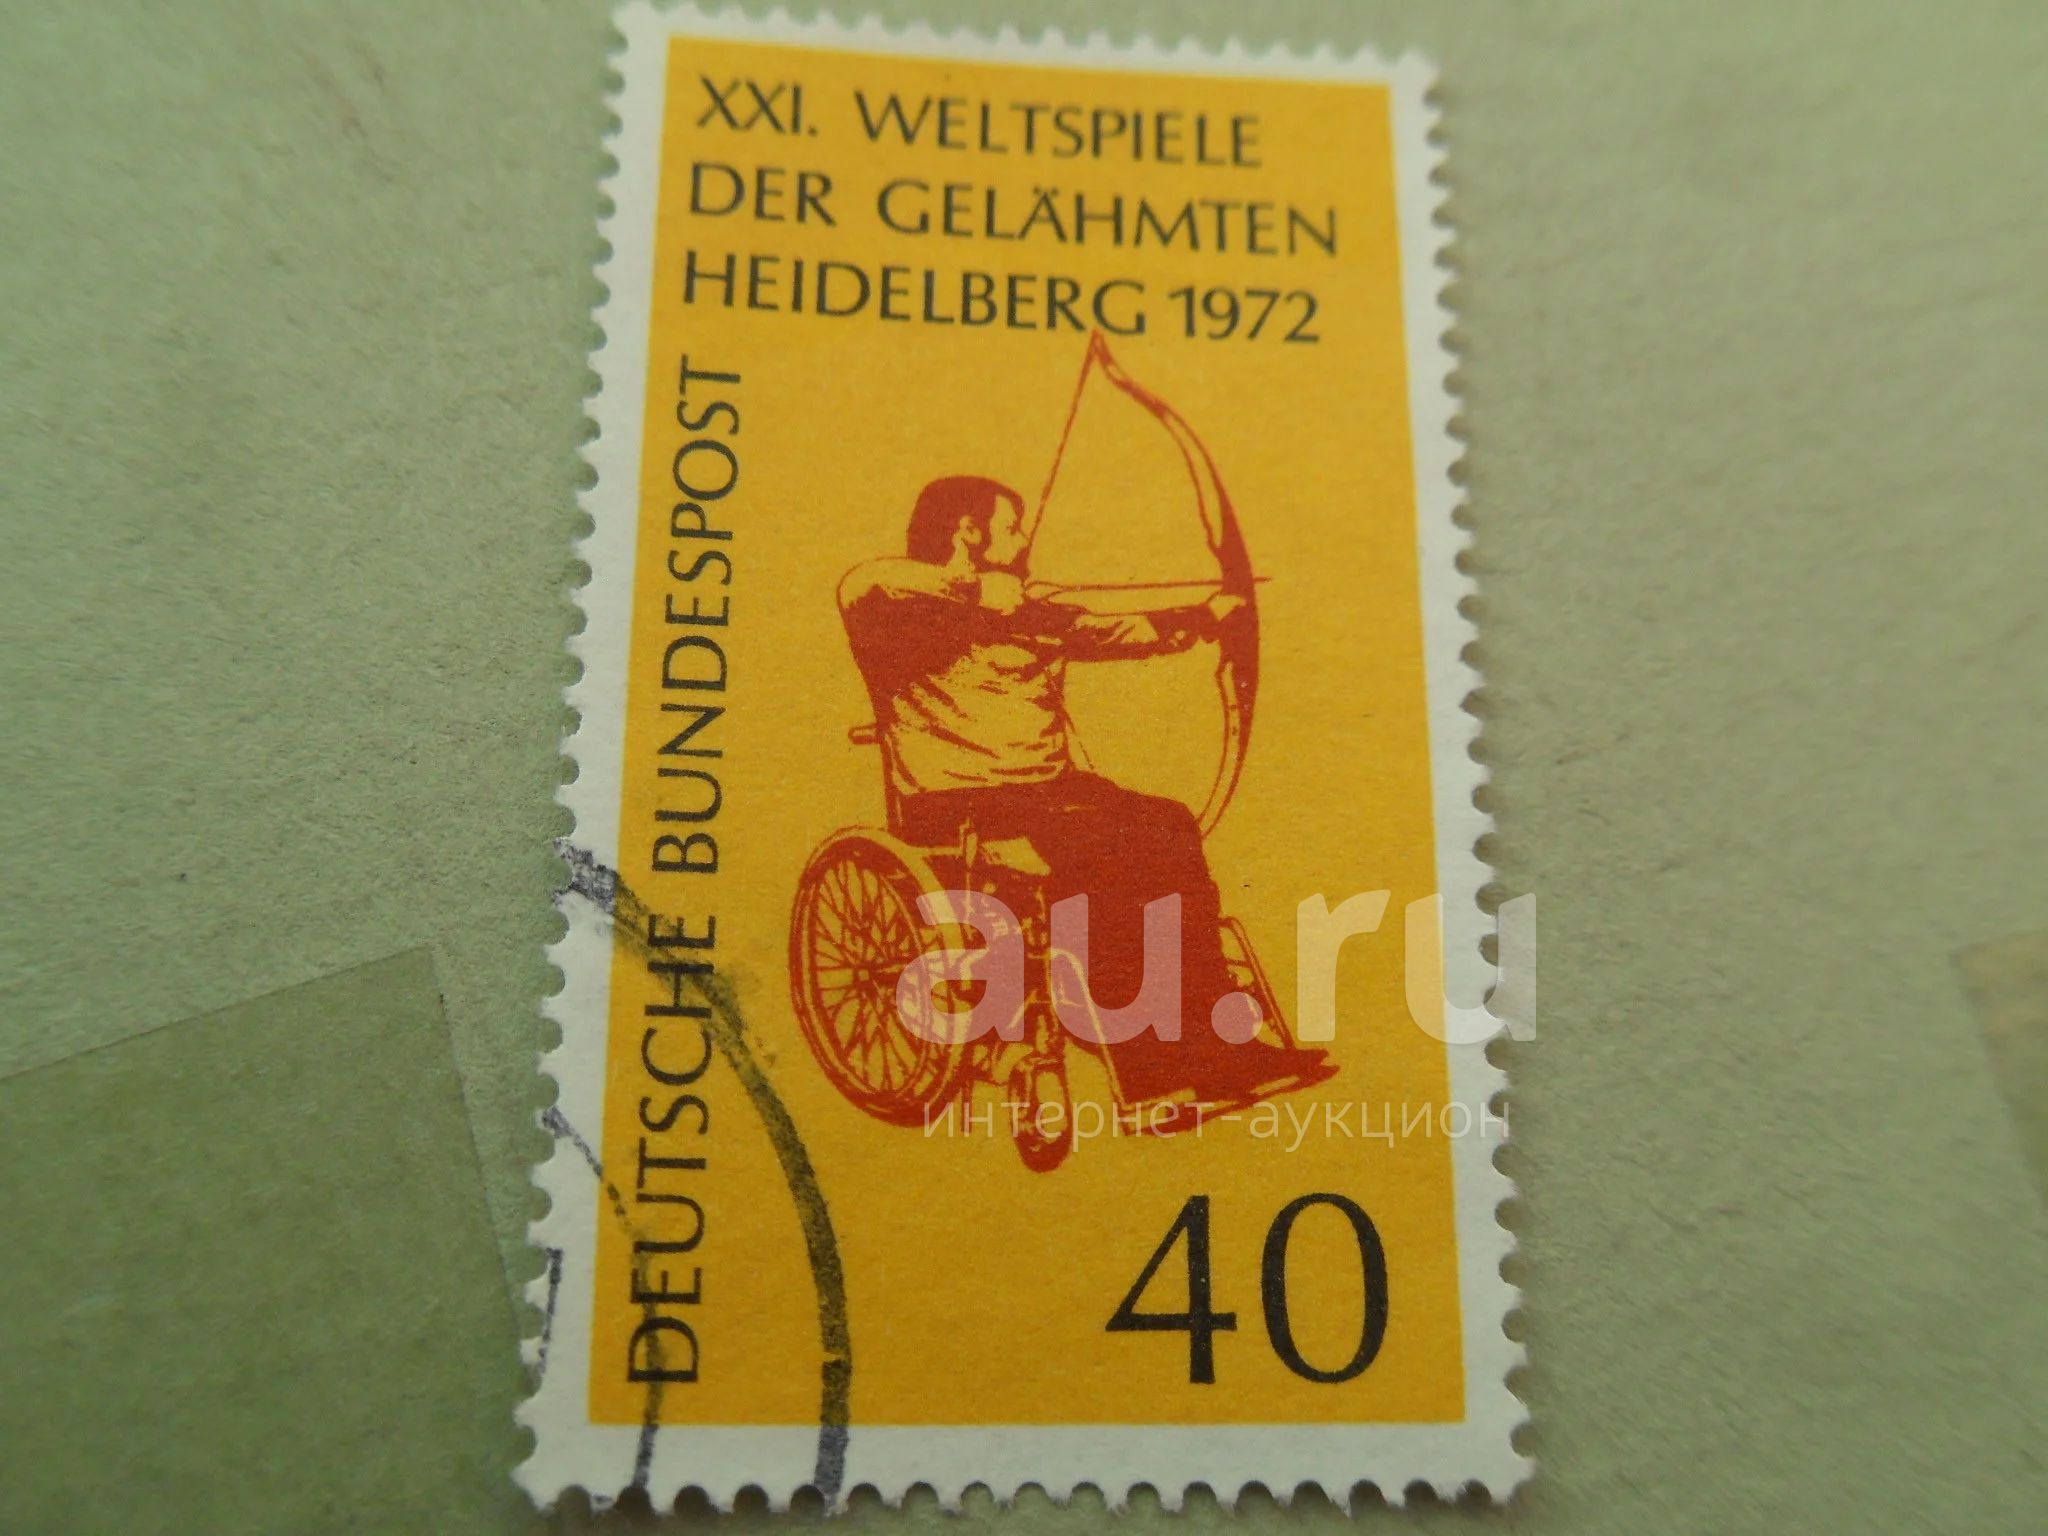 XXI. WELTSPIELE
DER GELÄHMTEN
HEIDELBERG 1972
DEUTSCHE BUNDESPOST
au.ru
интернет-аукцион
40